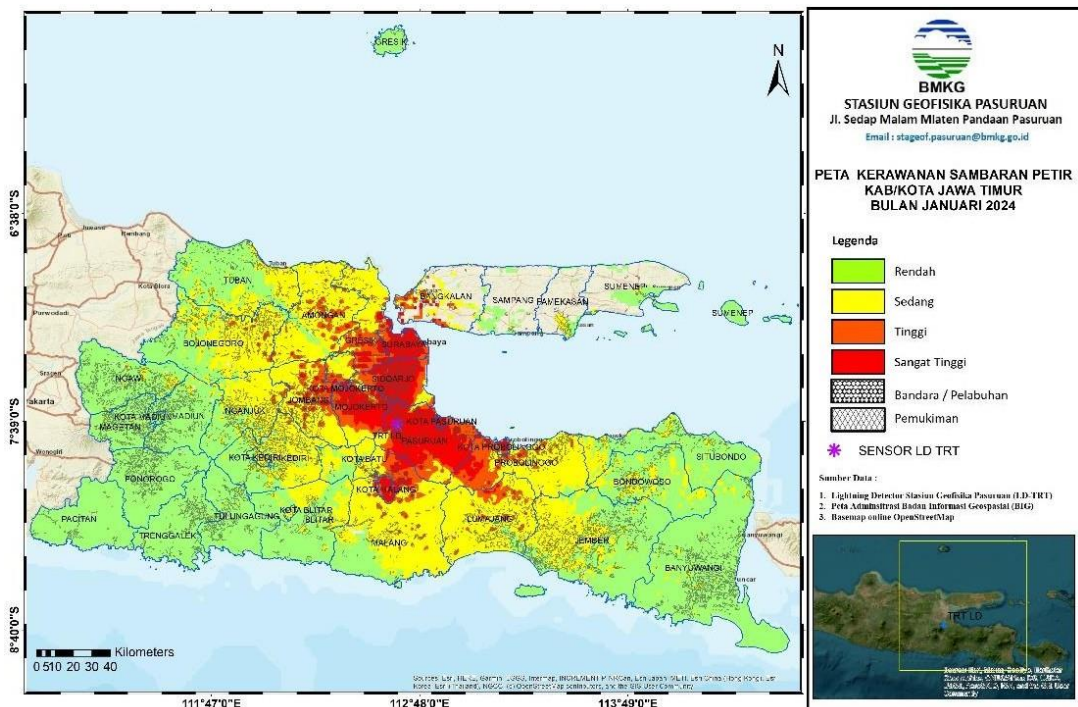 GRESIK
N
6°38'0"S
7°39'0"S
8°40'0"S
TUBAN
BANGKALAN
SAMPANG
PAMEKASAN
SUMENEP
SUMENEP
BOJONEGORO
SURABAYA
SIDOARJO
NGAWI
MOJOKERTO
JOMBANG
NGANJUK
KOTA MADIUN
MADIUN
MAGETAN
KOTA PASURUAN
TRT LD
PASURUAN
KOTA PROBOLINGGO
PROBOLINGGO
SITUBONDO
KOTA KEDIRI
KEDIRI
KOTA BATU
BONDOWOSO
PONOROGO
KOTA MALANG
PACITAN
TULUNGAGUNG
KOTA BLITAR
BLITAR
LUMAJANG
TRENGGALEK
MALANG
JEMBER
BANYUWANGI
Kilometers
0 5 10 20 30 40
111°47'0"E
112°48'0"E
113°49'0"E
BMKG
STASIUN GEOFISIKA PASURUAN
Jl. Sedap Malam Mlaten Pandaan Pasuruan
Email : stageof.pasuruan@bmkg.go.id
PETA KERAWANAN SAMBARAN PETIR
KAB/KOTA JAWA TIMUR
BULAN JANUARI 2024
Legenda
Rendah
Sedang
Tinggi
Sangat Tinggi
Bandara / Pelabuhan
Pemukiman
SENSOR LD TRT
Sumber Data :
1. Lightning Detector Stasiun Geofisika Pasuruan (LD-TRT)
2. Peta Adminsitrasi Badan Informasi Geospasial (BIG)
3. Basemap online OpenStreetMap
TRT LD